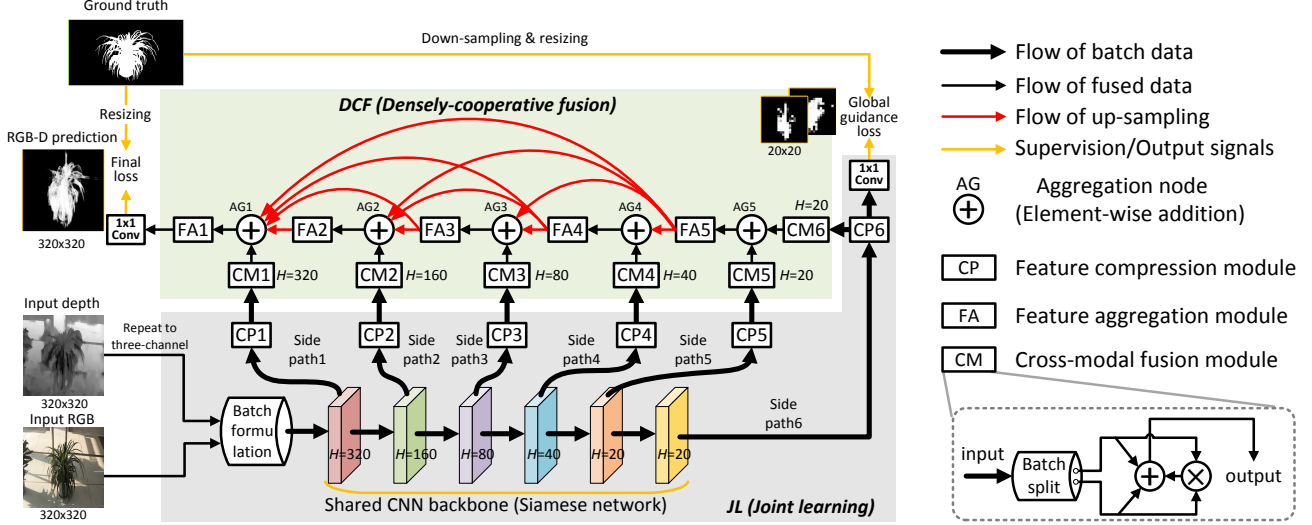 Ground truth
Down-sampling & resizing
Resizing
RGB-D prediction
Final
loss
320x320
DCF (Densely-cooperative fusion)
20x20
Global
guidance
loss
1x1
Conv
1x1
Conv
FA1
AG1
FA2
AG2
FA3
AG3
FA4
AG4
FA5
AG5
H=20
CM6
CP6
CM1
H=320
CM2
H=160
CM3
H=80
CM4
H=40
CM5
H=20
CP1
CP2
CP3
CP4
CP5
Side
path1
Side
path2
Side
path3
Side
path4
Side
path5
Side
path6
Input depth
320x320
Repeat to
three-channel
Input RGB
320x320
Batch
formu
lation
H=320
H=160
H=80
H=40
H=20
H=20
Shared CNN backbone (Siamese network)
JL (Joint learning)
Flow of batch data
Flow of fused data
Flow of up-sampling
Supervision/Output signals
AG
Aggregation node
(Element-wise addition)
CP
Feature compression module
FA
Feature aggregation module
CM
Cross-modal fusion module
input
Batch
split
output